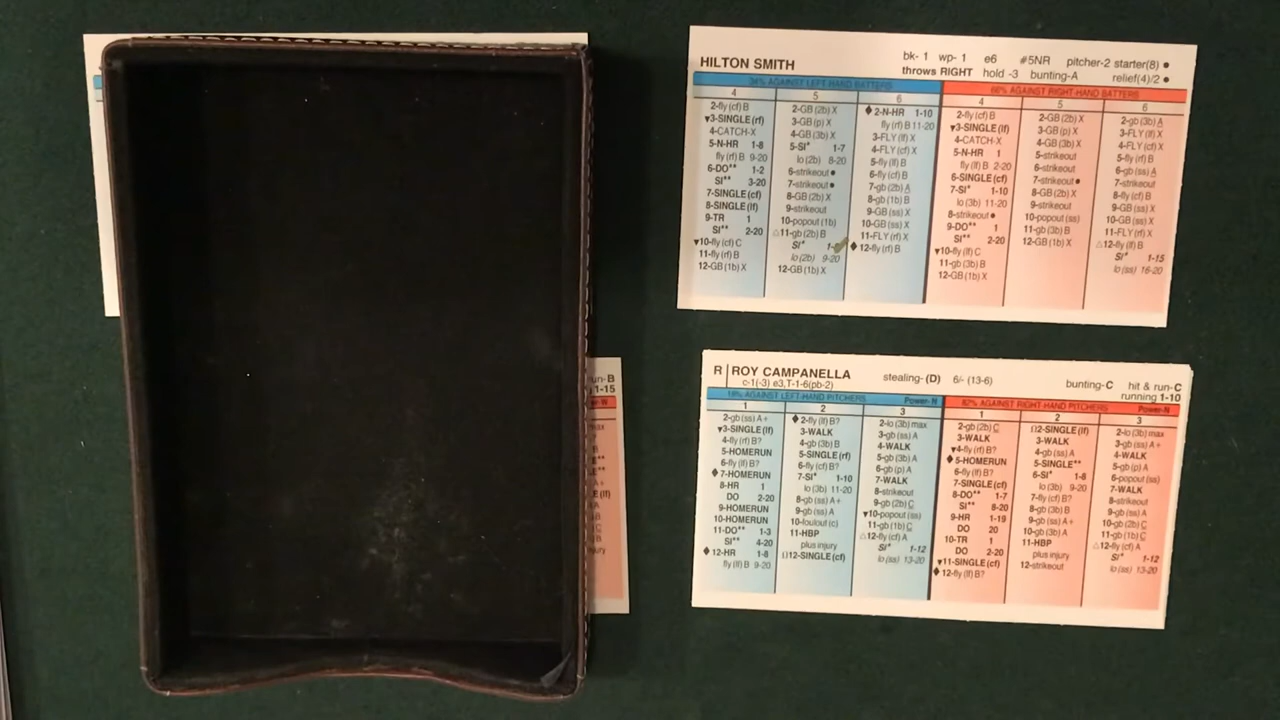 HILTON SMITH
bk- 1 wp- 1 e6 #5NR pitcher-2 starter(8) ●
throws RIGHT hold -3 bunting-A relief(4)/2 ●
34% AGAINST LEFT-HAND BATTERS
4
2-fly (cf) B
▼3-SINGLE (rf)
4-CATCH-X
5-N-HR 1-8
fly (rf) B 9-20
6-DO** 1-2
SI** 3-20
7-SINGLE (cf)
8-SINGLE (lf)
9-TR 1
SI** 2-20
▼10-fly (cf) C
11-fly (rf) B
12-GB (1b) X
5
2-GB (2b) X
3-GB (p) X
4-GB (3b) X
5-SI* 1-7
lo (2b) 8-20
6-strikeout ●
7-strikeout ●
8-GB (2b) X
9-strikeout
10-popout (1b)
△11-gb (2b) B
SI* 1-
lo (2b) 9-20
12-GB (1b) X
6
♦ 2-N-HR 1-10
fly (rf) B 11-20
3-FLY (lf) X
4-FLY (cf) X
5-fly (lf) B
6-fly (cf) B
7-gb (2b) A
8-gb (1b) B
9-GB (ss) X
10-GB (ss) X
11-FLY (rf) X
♦ 12-fly (rf) B
66% AGAINST RIGHT-HAND BATTERS
4
2-fly (cf) B
▼3-SINGLE (lf)
4-CATCH-X
5-N-HR 1
fly (lf) B 2-20
6-SINGLE (cf)
7-SI* 1-10
lo (3b) 11-20
8-strikeout ●
9-DO** 1
SI** 2-20
▼10-fly (lf) C
11-gb (3b) B
12-GB (1b) X
5
2-GB (2b) X
3-GB (p) X
4-GB (3b) X
5-strikeout
6-strikeout
7-strikeout ●
8-GB (2b) X
9-strikeout
10-popout (ss)
11-gb (3b) B
12-GB (1b) X
6
2-gb (3b) A
3-FLY (lf) X
4-FLY (cf) X
5-fly (rf) B
6-gb (ss) A
7-strikeout
8-fly (cf) B
9-GB (ss) X
10-GB (ss) X
11-FLY (rf) X
△12-fly (lf) B
SI* 1-15
lo (ss) 16-20
R ROY CAMPANELLA
c-1(-3) e3,T-1-6(pb-2)
stealing- (D) 6/- (13-6)
bunting-C hit & run-C
running 1-10
18% AGAINST LEFT-HAND PITCHERS Power-N
1
2-gb (ss) A+
▼3-SINGLE (lf)
4-fly (rf) B?
5-HOMERUN
6-fly (lf) B?
♦ 7-HOMERUN
8-HR 1
DO 2-20
9-HOMERUN
10-HOMERUN
11-DO** 1-3
SI** 4-20
♦ 12-HR 1-8
fly (lf) B 9-20
2
♦ 2-fly (lf) B?
3-WALK
4-gb (3b) B
5-SINGLE (rf)
6-fly (cf) B?
7-SI* 1-10
lo (3b) 11-20
8-gb (ss) A+
9-gb (ss) A
10-foulout (c)
11-HBP
plus injury
12-SINGLE (cf)
3
2-lo (3b) max
3-gb (ss) A
4-WALK
5-gb (3b) A
6-gb (p) A
7-WALK
8-strikeout
9-gb (2b) C
▼10-popout (ss)
11-gb (1b) C
△12-fly (cf) A
SI* 1-12
lo (ss) 13-20
82% AGAINST RIGHT-HAND PITCHERS Power-N
1
2-gb (2b) C
3-WALK
▼4-fly (rf) B?
♦ 5-HOMERUN
6-fly (lf) B?
7-SINGLE (cf)
8-DO** 1-7
SI** 8-20
9-HR 1-19
DO 20
10-TR 1
DO 2-20
▼11-SINGLE (cf)
♦ 12-fly (lf) B?
2
2-SINGLE (lf)
3-WALK
4-gb (ss) A
5-SINGLE**
6-SI* 1-8
lo (3b) 9-20
7-fly (cf) B?
8-gb (3b) B
9-gb (ss) A+
10-gb (3b) A
11-HBP
plus injury
12-strikeout
3
2-lo (3b) max
3-gb (ss) A+
4-WALK
5-gb (p) A
6-popout (ss)
7-WALK
8-strikeout
9-gb (ss) A
10-gb (2b) C
11-gb (1b) C
△12-fly (cf) A
SI* 1-12
lo (ss) 13-20
run-B
1-15